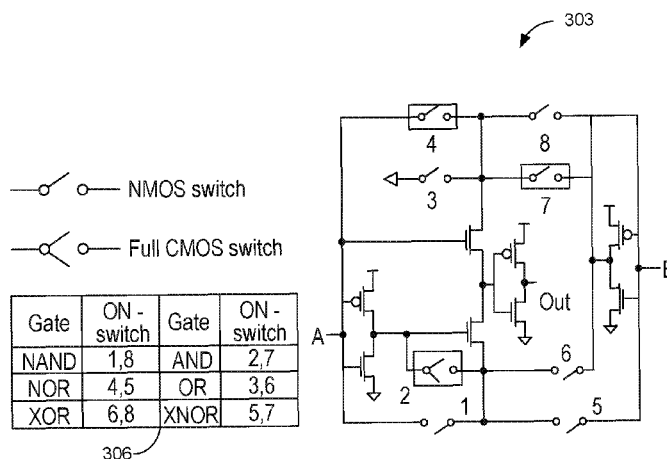 303
4
8
3
7
NMOS switch
Full CMOS switch
Gate ON - switch Gate ON - switch
NAND 1,8 AND 2,7
NOR 4,5 OR 3,6
XOR 6,8 XNOR 5,7
306
A
Out
2
1
6
5